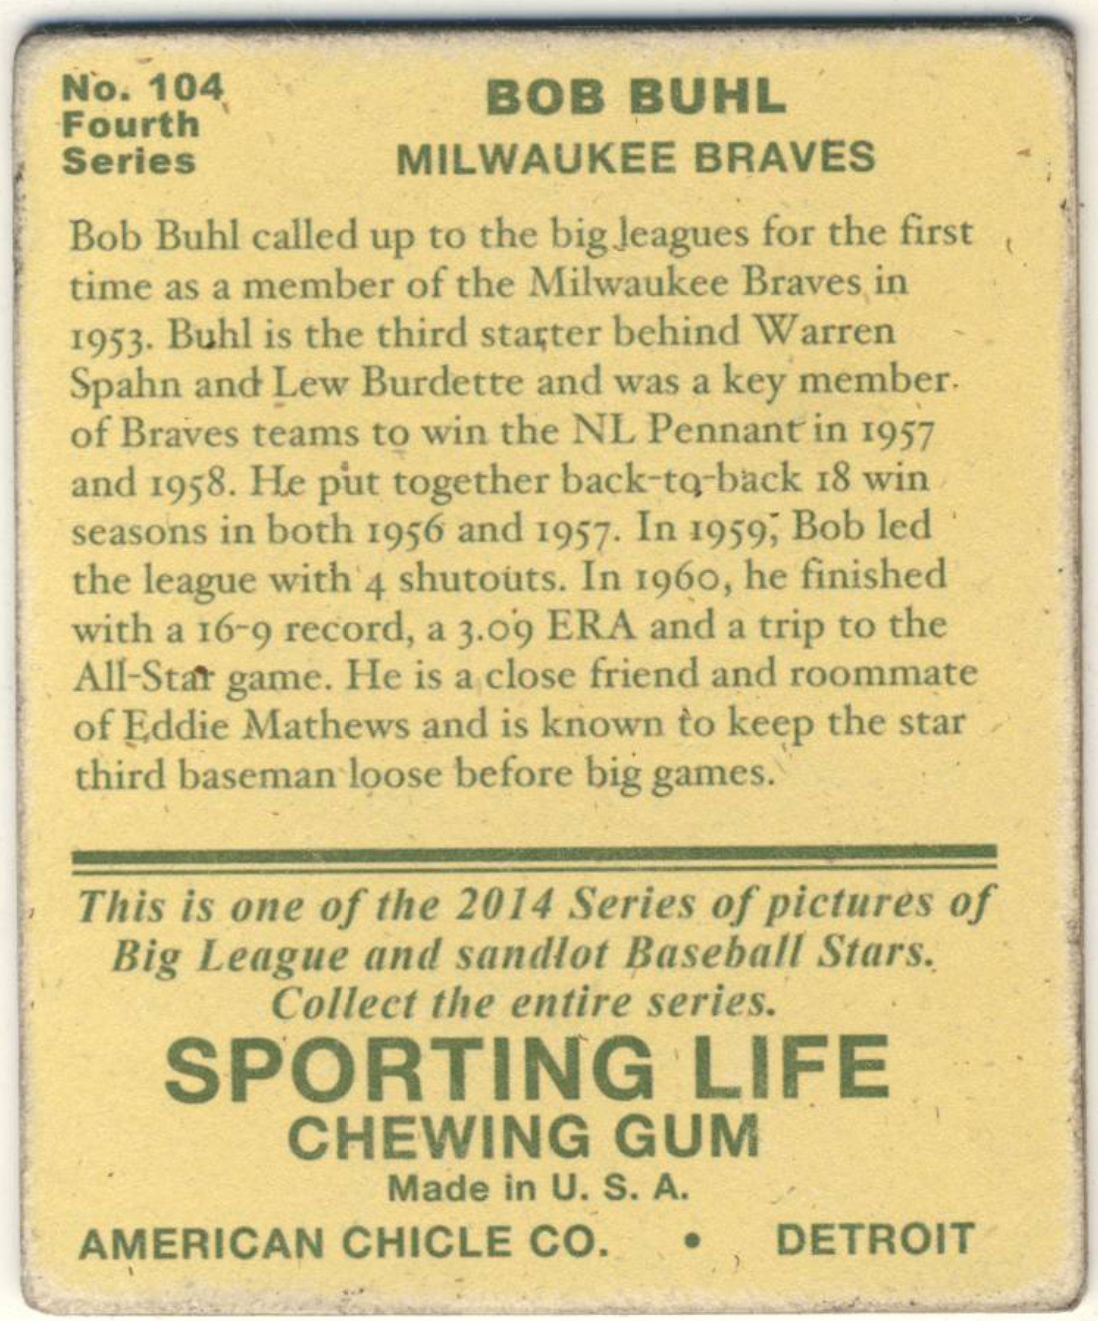 No. 104
Fourth
Series
BOB BUHL
MILWAUKEE BRAVES
Bob Buhl called up to the big leagues for the first
time as a member of the Milwaukee Braves in
1953. Buhl is the third starter behind Warren
Spahn and Lew Burdette and was a key member
of Braves teams to win the NL Pennant in 1957
and 1958. He put together back-to-back 18 win
seasons in both 1956 and 1957. In 1959, Bob led
the league with 4 shutouts. In 1960, he finished
with a 16-9 record, a 3.09 ERA and a trip to the
All-Star game. He is a close friend and roommate
of Eddie Mathews and is known to keep the star
third baseman loose before big games.
This is one of the 2014 Series of pictures of
Big League and sandlot Baseball Stars.
Collect the entire series.
SPORTING LIFE
CHEWING GUM
Made in U. S. A.
AMERICAN CHICLE CO. • DETROIT